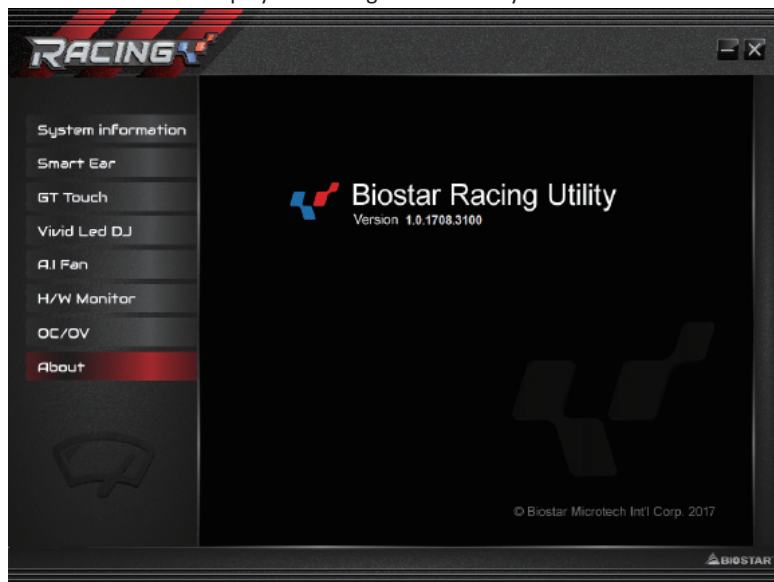 RACING
System information
Smart Ear
GT Touch
Vivid Led DJ
A.I Fan
H/W Monitor
OC/OV
About
Biostar Racing Utility
Version 1.0.1708.3100
© Biostar Microtech Int'l Corp. 2017
BIOSTAR